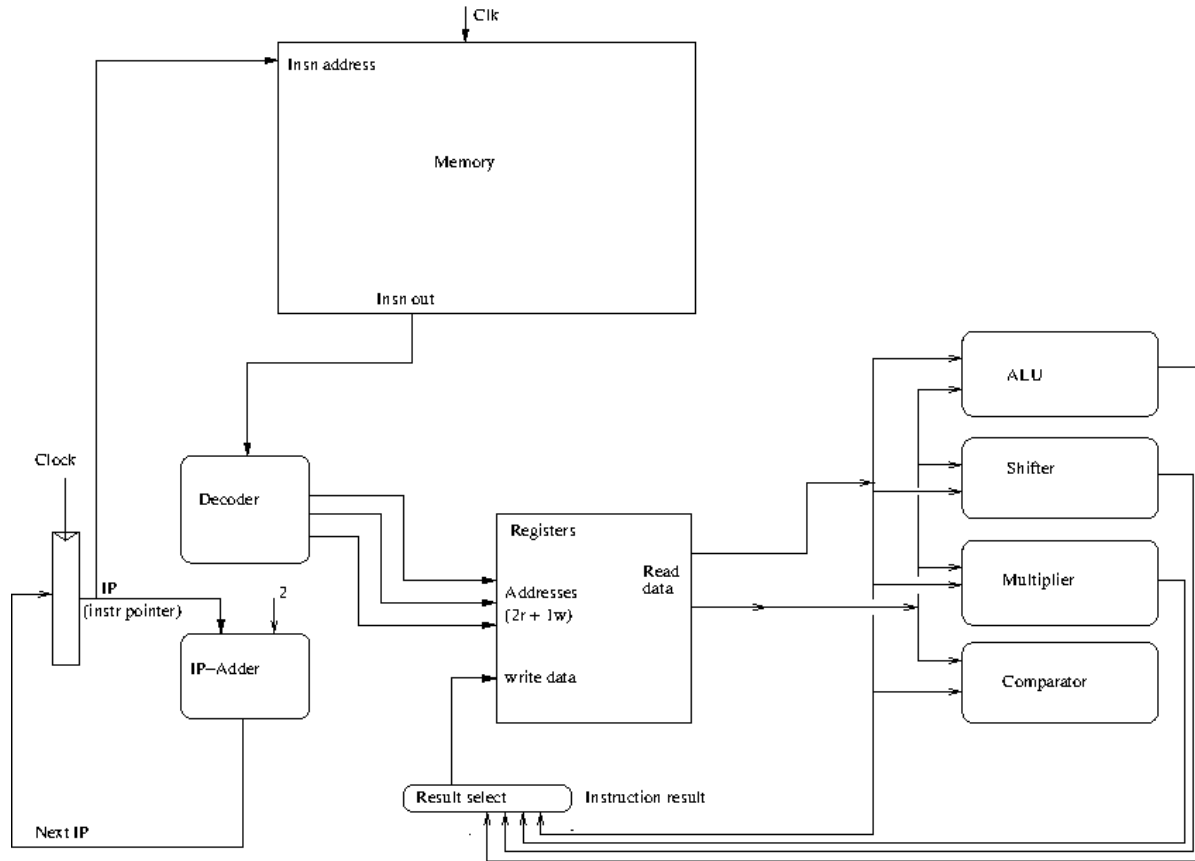 Clk
Insn address
Memory
Insn out
ALU
Clock
Decoder
Shifter
Registers
IP
(instr pointer)
2
Addresses
(2r + 1w)
Read
data
Multiplier
IP-Adder
write data
Comparator
Result select
Instruction result
Next IP